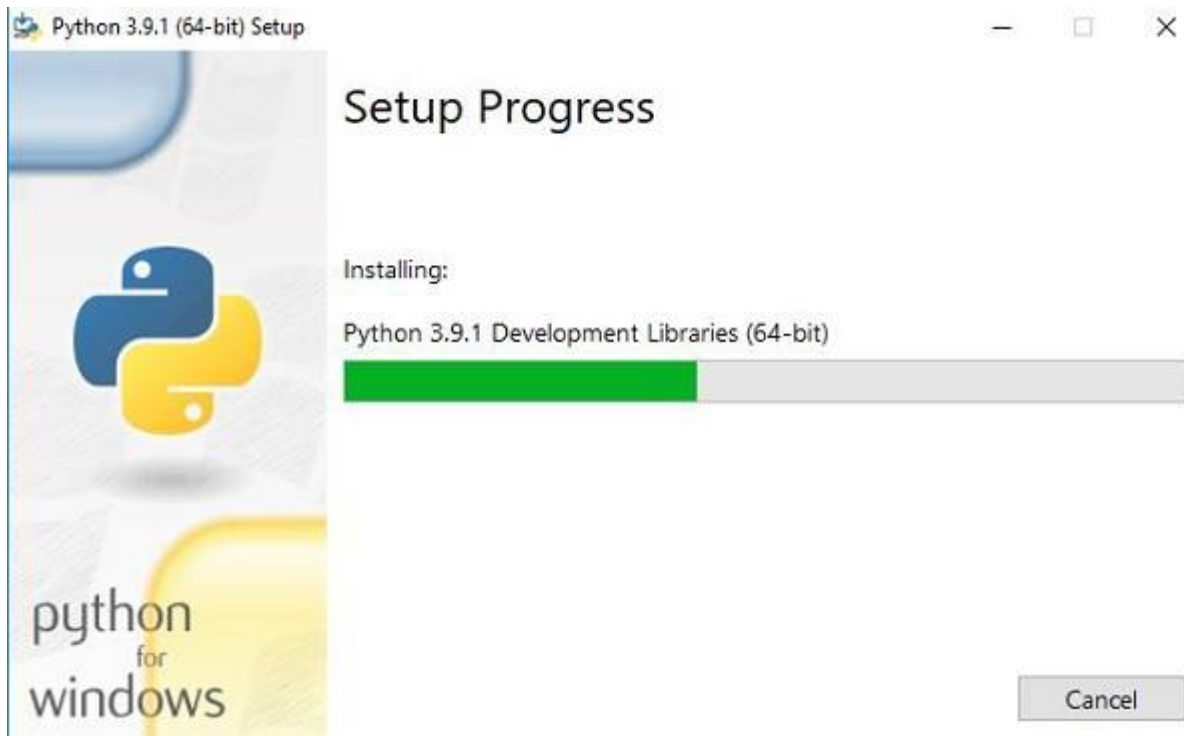 Python 3.9.1 (64-bit) Setup
Setup Progress
Installing:
Python 3.9.1 Development Libraries (64-bit)
python
for
windows
Cancel